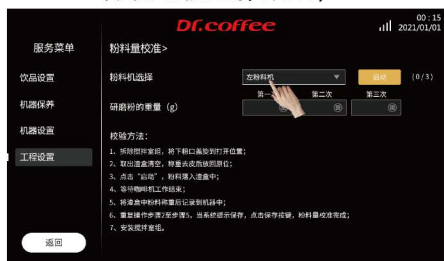 Dr.coffee
00:15
2021/01/01
服务菜单
粉料量校准>
饮品设置
粉料机选择
左粉料机
启动
(0/3)
第一
第二次
第三次
机器保养
研磨粉的重量（g）
机器设置
校验方法：
工程设置
1、拆除搅拌室组，将下粉口盖垫到打开位置；
2、取出渣盒清空，称重去皮后放回原位；
3、点击“启动”，粉料落入渣盒中；
4、等待咖啡机工作结束；
5、将渣盒中粉料称重后记录到机器中；
6、重复操作步骤2至步骤5，当系统提示保存，点击保存按键，粉料量校准完成；
7、安装搅拌室组。
返回